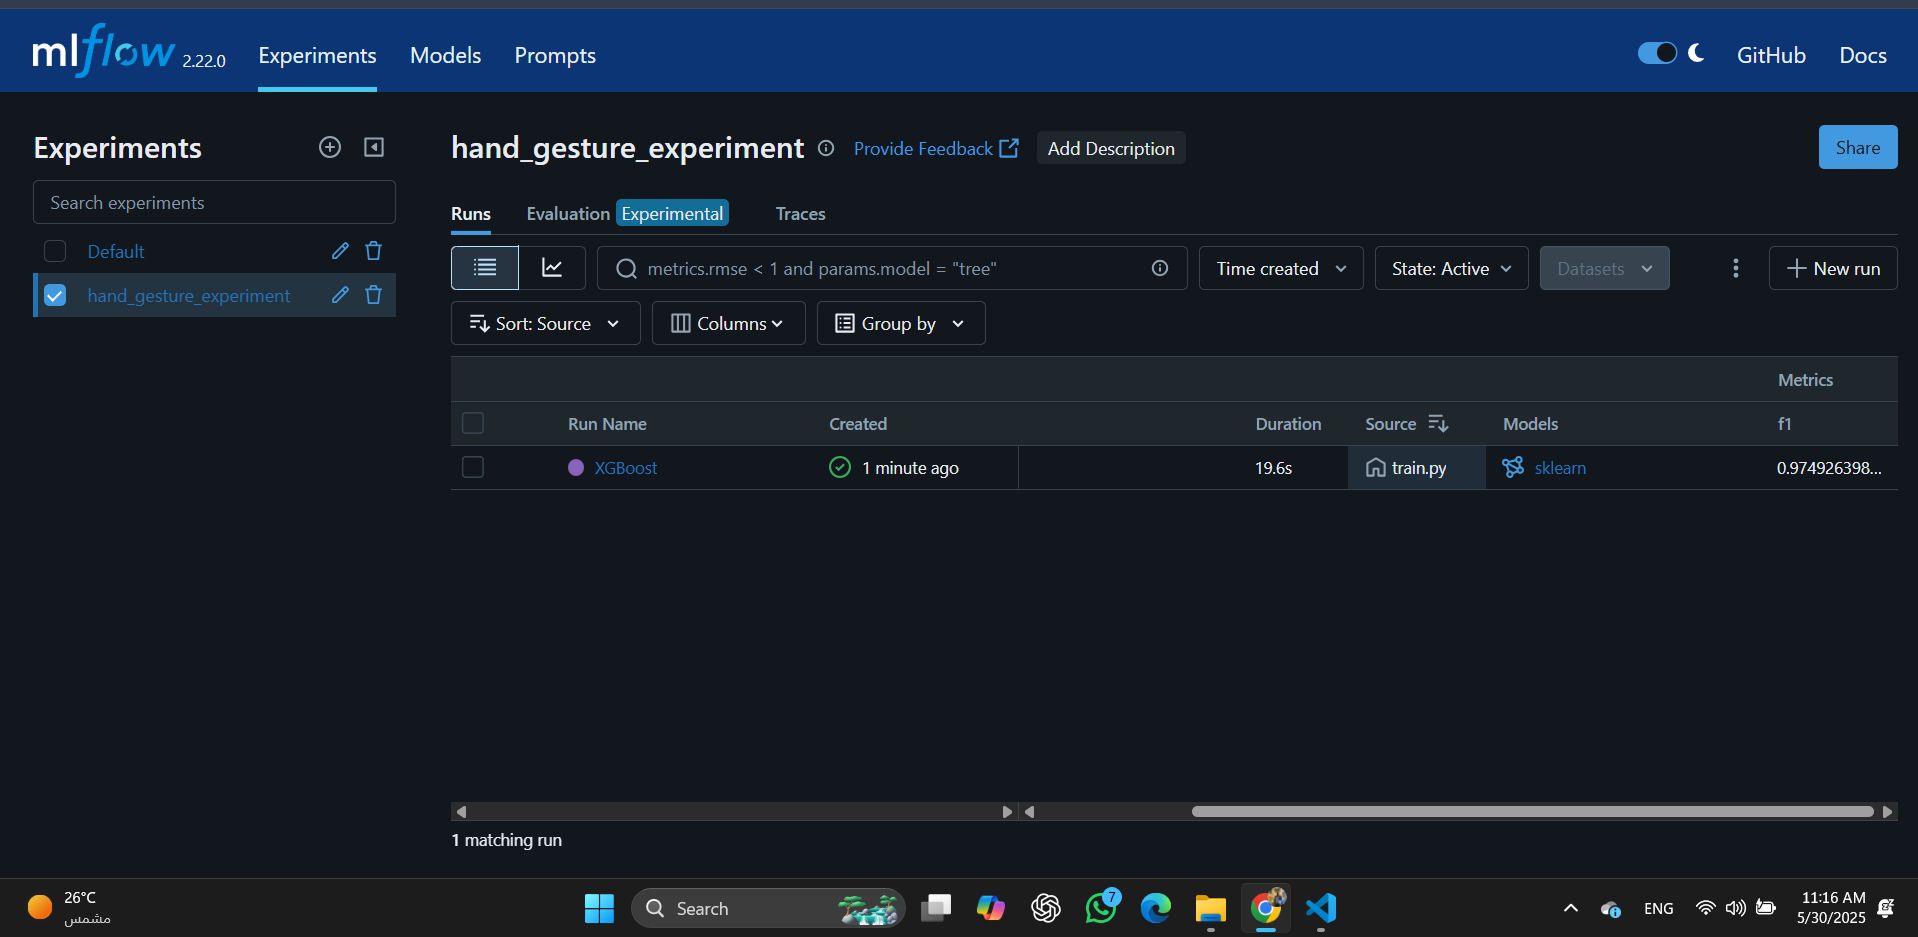 mlflow 2.22.0 Experiments Models Prompts GitHub Docs
Experiments
Search experiments
Default
hand_gesture_experiment
hand_gesture_experiment Provide Feedback Add Description Share
Runs Evaluation Experimental Traces
metrics.rmse < 1 and params.model = "tree" Time created State: Active Datasets New run
Sort: Source Columns Group by
Metrics
Run Name Created Duration Source Models f1
XGBoost 1 minute ago 19.6s train.py sklearn 0.974926398...
1 matching run
26°C
مشمس
Search
7
ENG
11:16 AM
5/30/2025